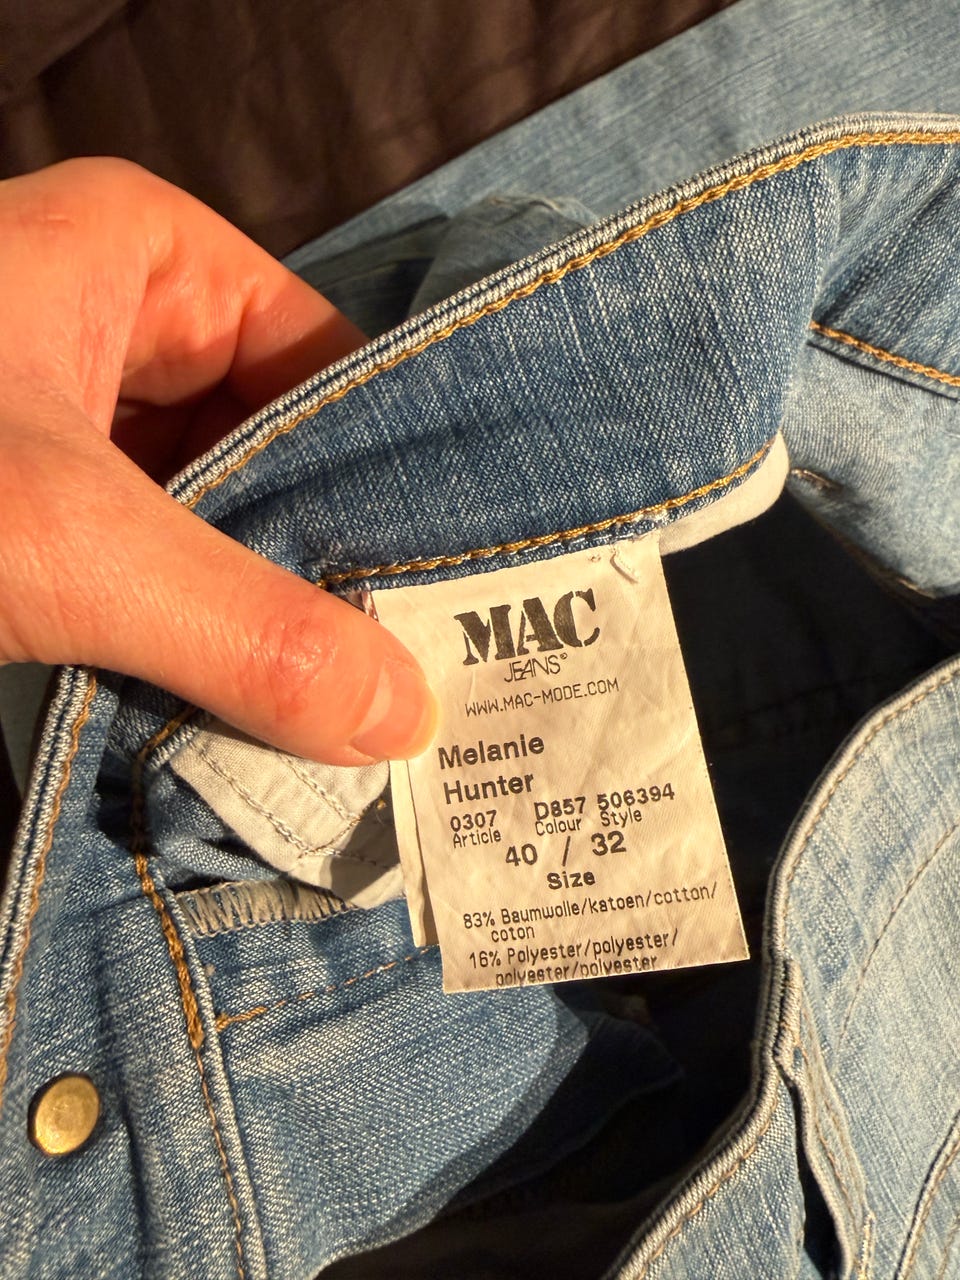 MAC
JEANS®
WWW.MAC-MODE.COM
Melanie
Hunter
0307 D857 506394
Article Colour Style
40 / 32
Size
83% Baumwolle/katoen/cotton/
coton
16% Polyester/polyester/
polyester/polyester